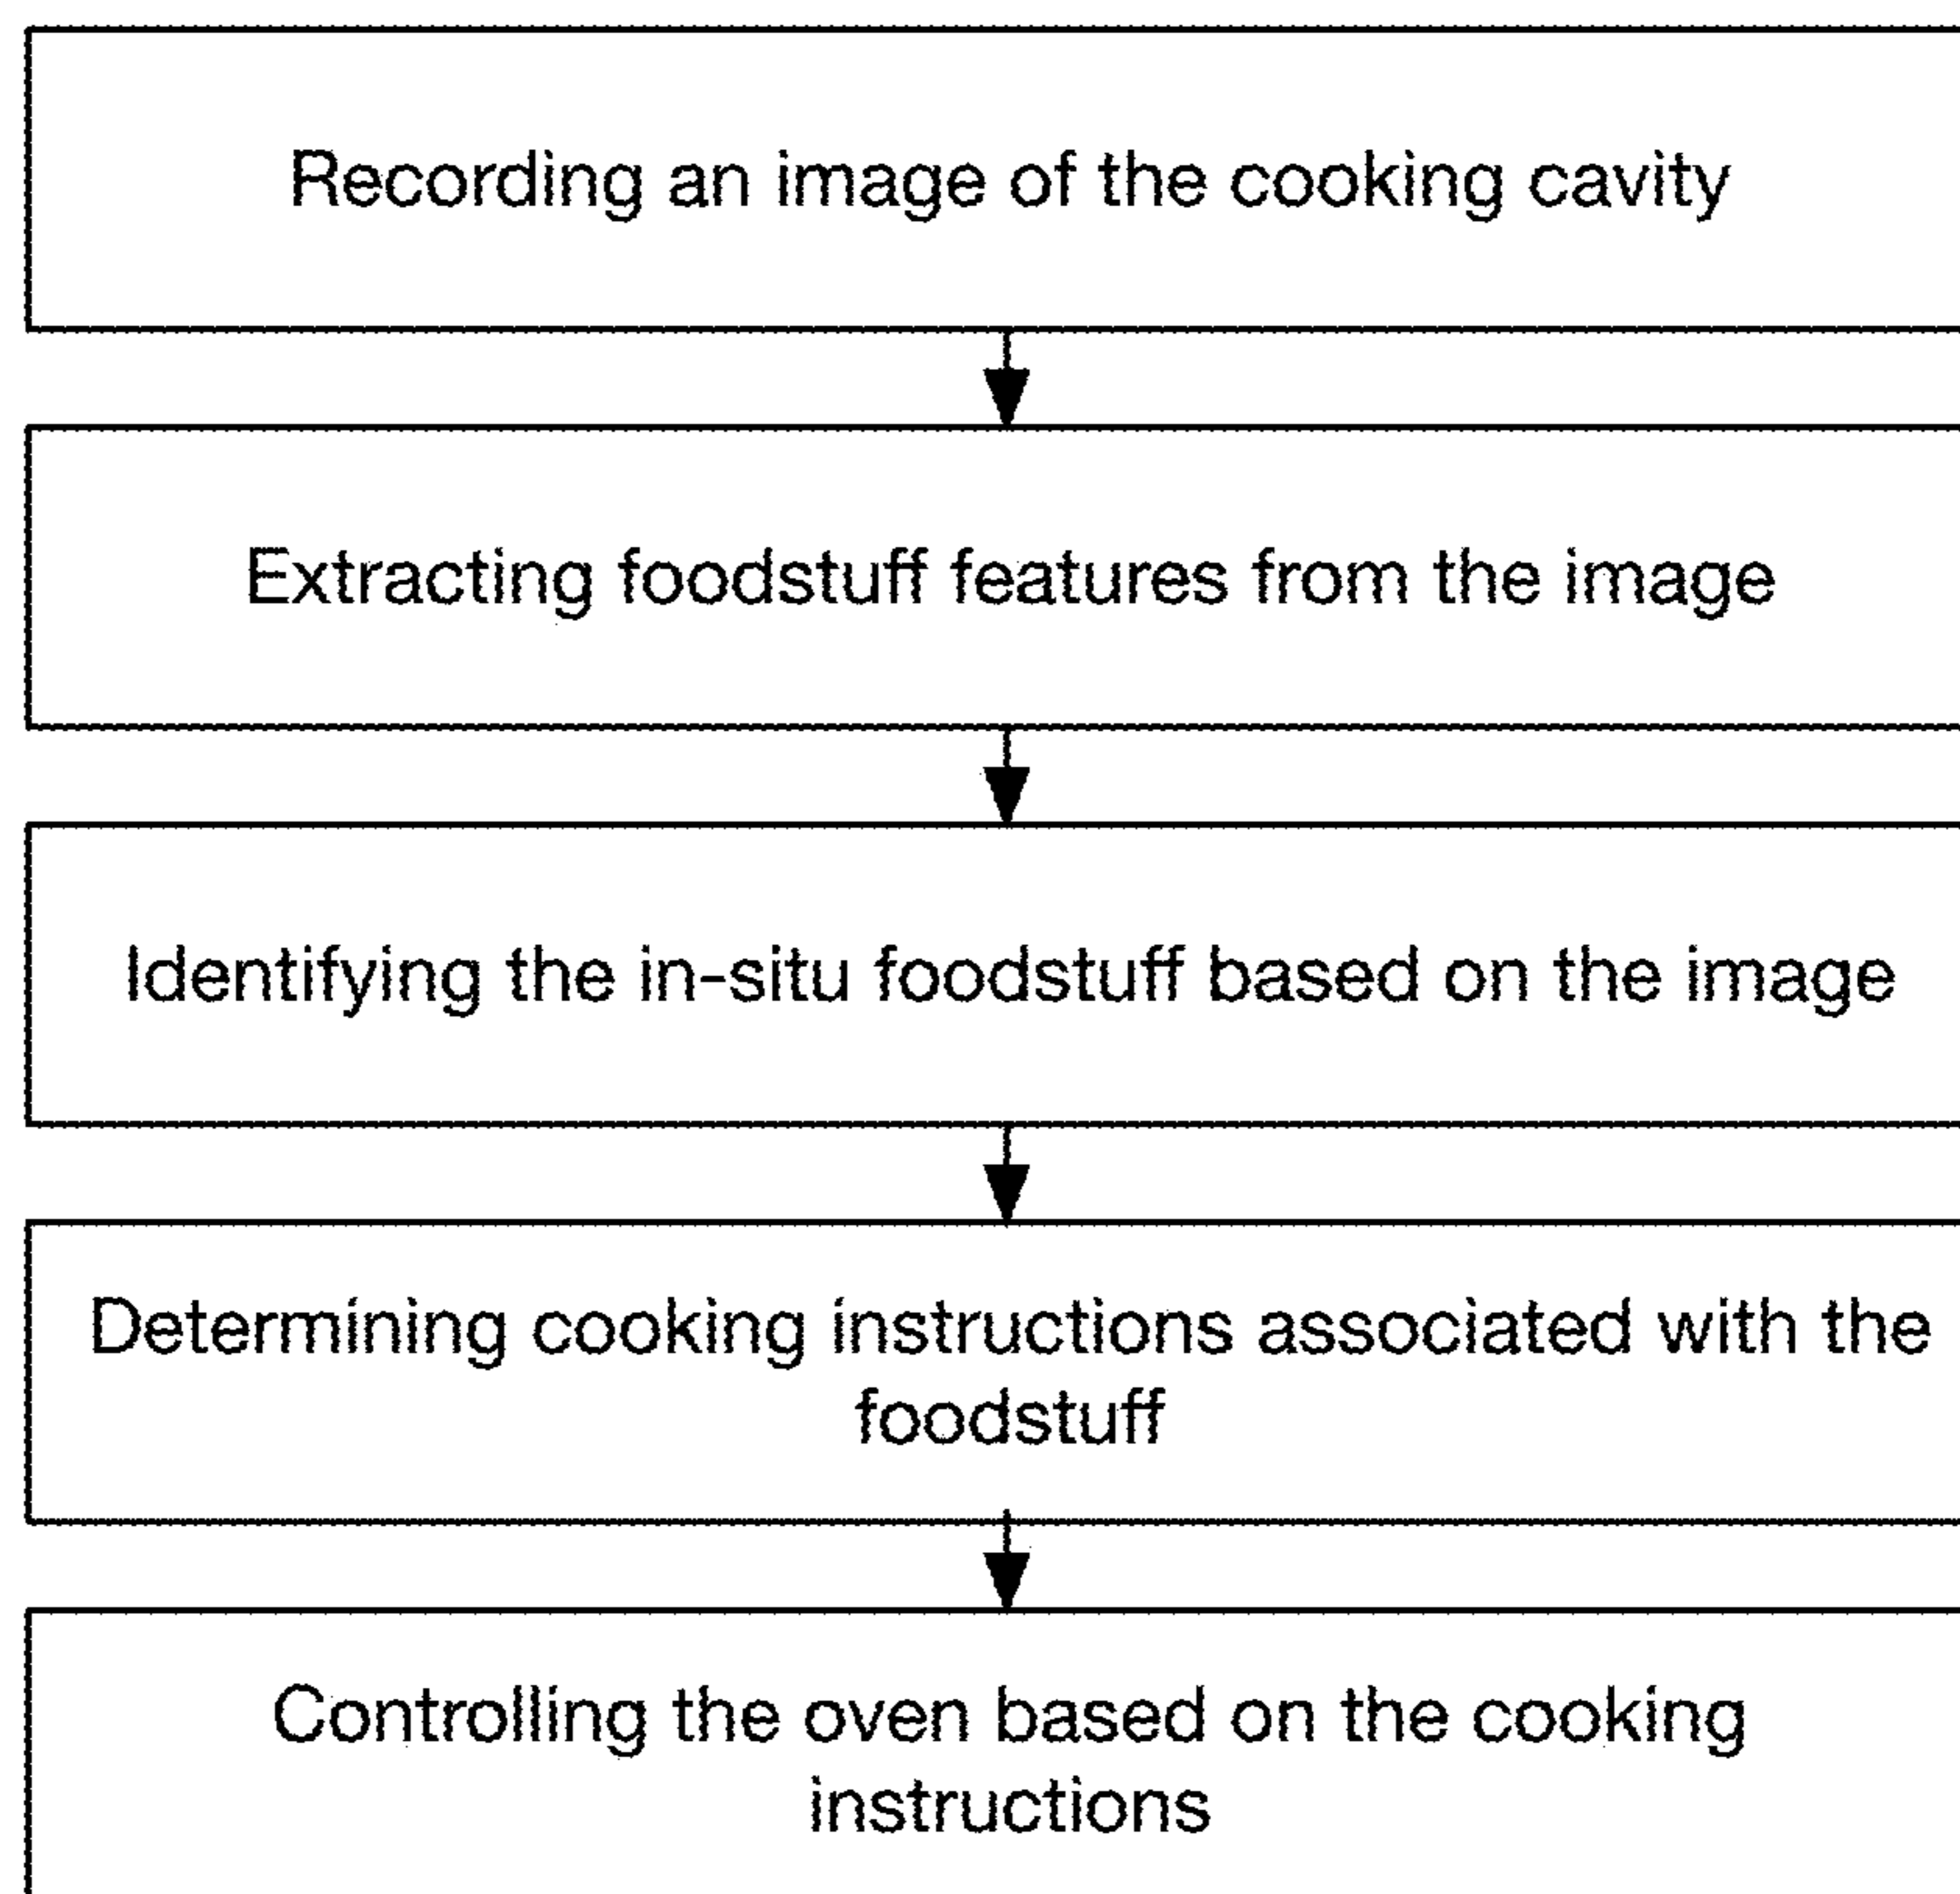 Recording an image of the cooking cavity
Extracting foodstuff features from the image
Identifying the in-situ foodstuff based on the image
Determining cooking instructions associated with the
foodstuff
Controlling the oven based on the cooking
instructions